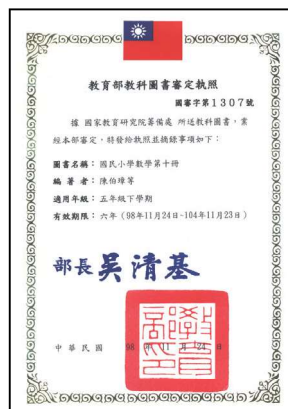 教育部教科圖書審定執照
國審字第1307號
據 國家教育研究院籌備處 所送教科圖書，業
經本部審定，特發給執照並摘錄事項如下：
圖書名稱：國民小學數學第十冊
編著者：陳伯璋等
適用年級：五年級下學期
有效期限：六年（98年11月24日~104年11月23日）
部長吳清基
中華民國 98 年 11 月 24 日